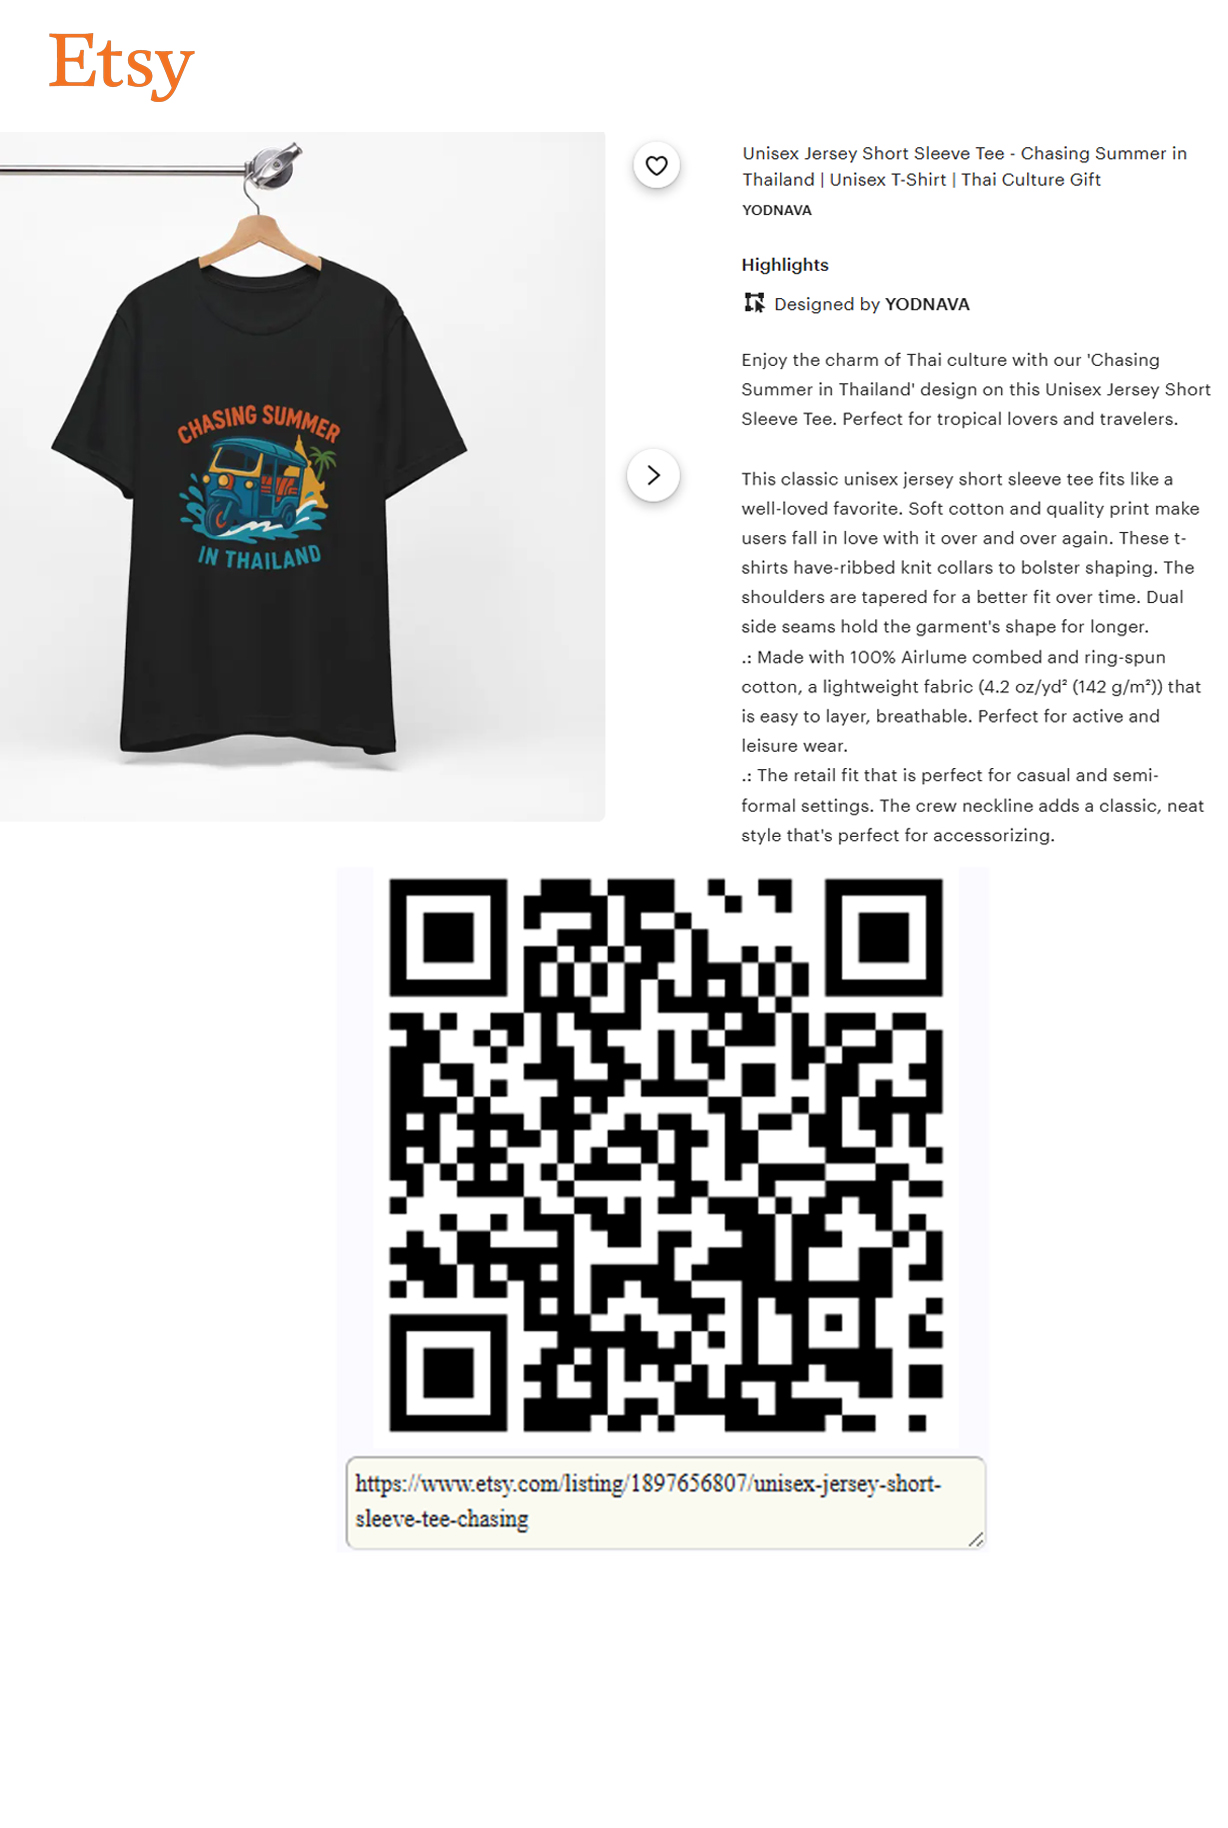 Etsy
Unisex Jersey Short Sleeve Tee - Chasing Summer in
Thailand | Unisex T-Shirt | Thai Culture Gift
YODNAVA
Highlights
Designed by YODNAVA
Enjoy the charm of Thai culture with our 'Chasing
Summer in Thailand' design on this Unisex Jersey Short
Sleeve Tee. Perfect for tropical lovers and travelers.
This classic unisex jersey short sleeve tee fits like a
well-loved favorite. Soft cotton and quality print make
users fall in love with it over and over again. These t-
shirts have-ribbed knit collars to bolster shaping. The
shoulders are tapered for a better fit over time. Dual
side seams hold the garment's shape for longer.
.: Made with 100% Airlume combed and ring-spun
cotton, a lightweight fabric (4.2 oz/yd² (142 g/m²)) that
is easy to layer, breathable. Perfect for active and
leisure wear.
.: The retail fit that is perfect for casual and semi-
formal settings. The crew neckline adds a classic, neat
style that's perfect for accessorizing.
CHASING SUMMER
IN THAILAND
https://www.etsy.com/listing/1897656807/unisex-jersey-short-
sleeve-tee-chasing